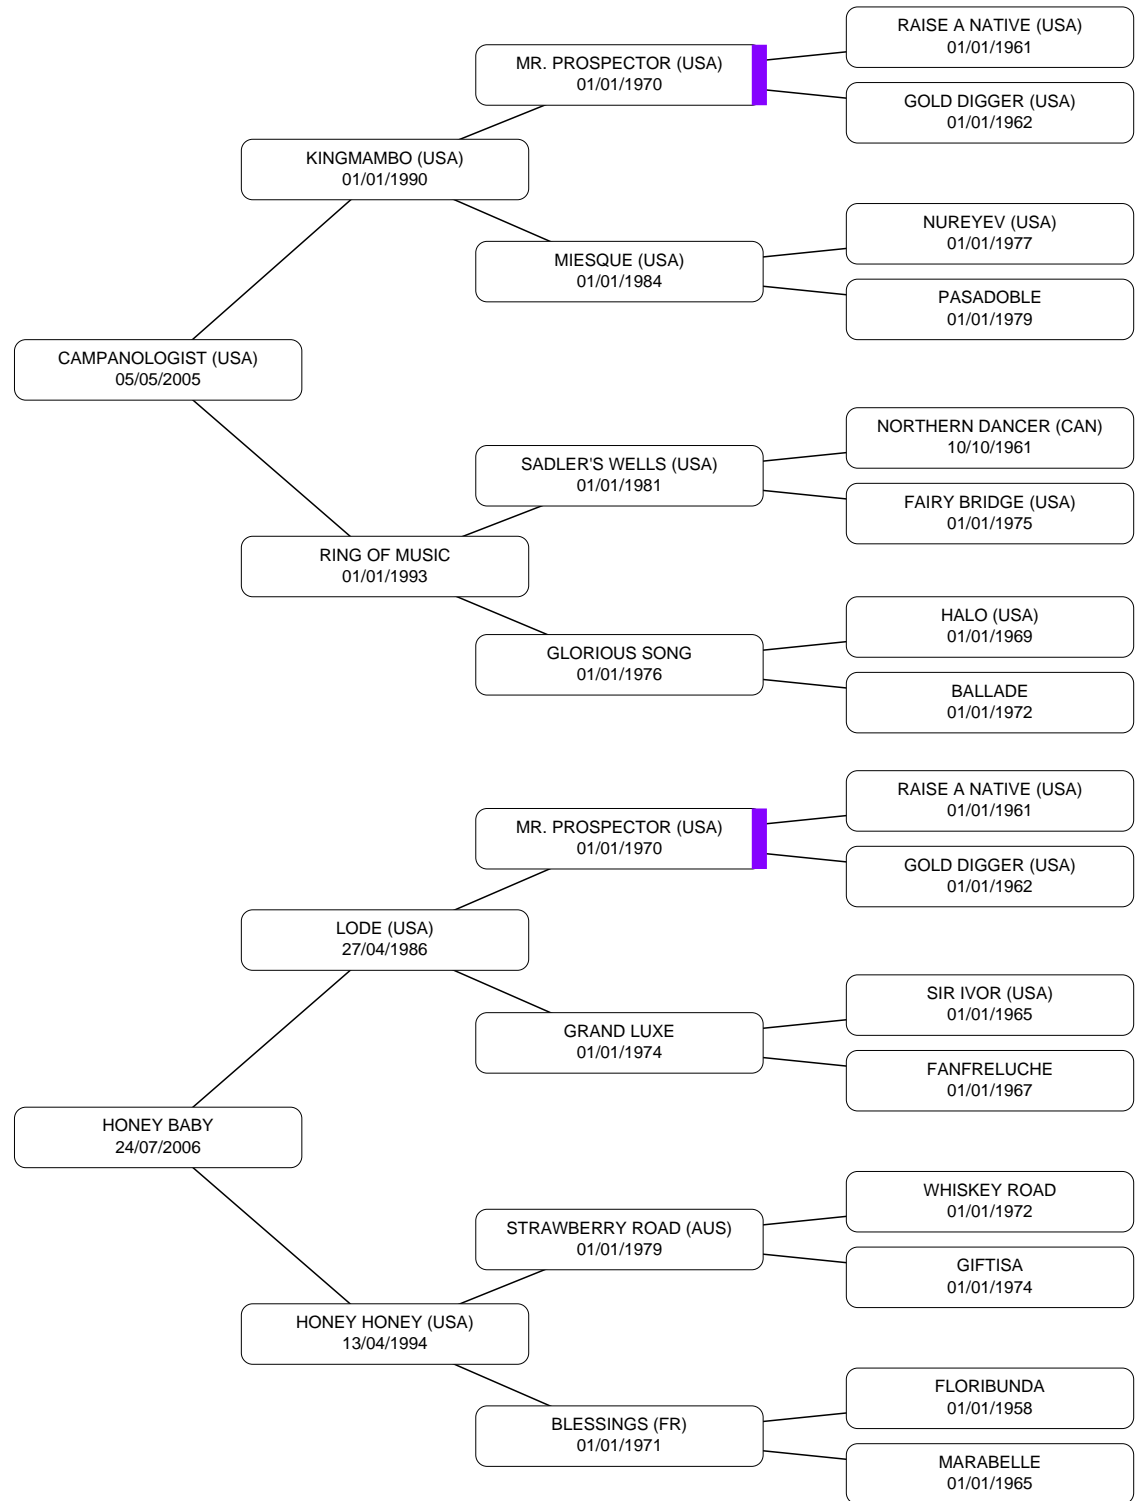 RAISE A NATIVE (USA)
01/01/1961
MR. PROSPECTOR (USA)
01/01/1970
GOLD DIGGER (USA)
01/01/1962
KINGMAMBO (USA)
01/01/1990
NUREYEV (USA)
01/01/1977
MIESQUE (USA)
01/01/1984
PASADOBLE
01/01/1979
CAMPANOLOGIST (USA)
05/05/2005
NORTHERN DANCER (CAN)
10/10/1961
SADLER'S WELLS (USA)
01/01/1981
FAIRY BRIDGE (USA)
01/01/1975
RING OF MUSIC
01/01/1993
HALO (USA)
01/01/1969
GLORIOUS SONG
01/01/1976
BALLADE
01/01/1972
RAISE A NATIVE (USA)
01/01/1961
MR. PROSPECTOR (USA)
01/01/1970
GOLD DIGGER (USA)
01/01/1962
LODE (USA)
27/04/1986
SIR IVOR (USA)
01/01/1965
GRAND LUXE
01/01/1974
FANFRELUCHE
01/01/1967
HONEY BABY
24/07/2006
WHISKEY ROAD
01/01/1972
STRAWBERRY ROAD (AUS)
01/01/1979
GIFTISA
01/01/1974
HONEY HONEY (USA)
13/04/1994
FLORIBUNDA
01/01/1958
BLESSINGS (FR)
01/01/1971
MARABELLE
01/01/1965